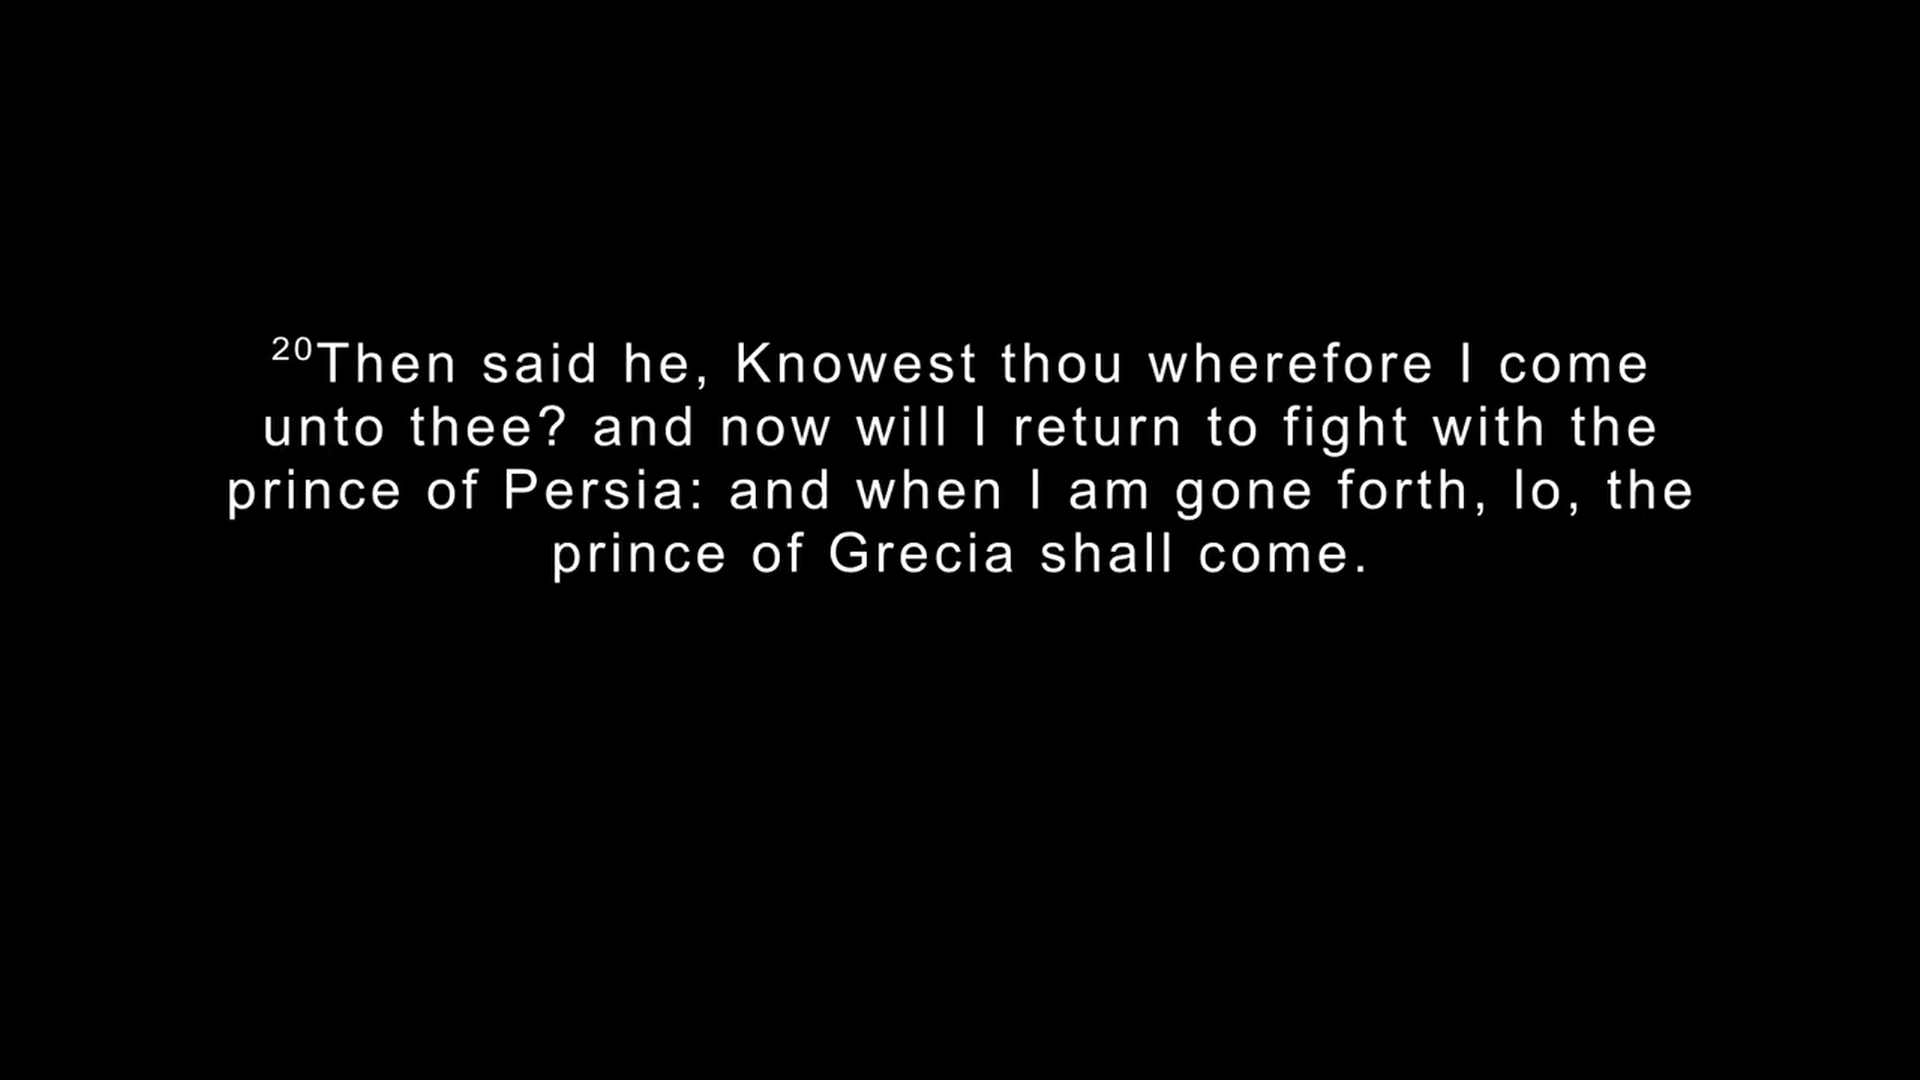 20Then said he, Knowest thou wherefore I come
unto thee? and now will I return to fight with the
prince of Persia: and when I am gone forth, lo, the
prince of Grecia shall come.